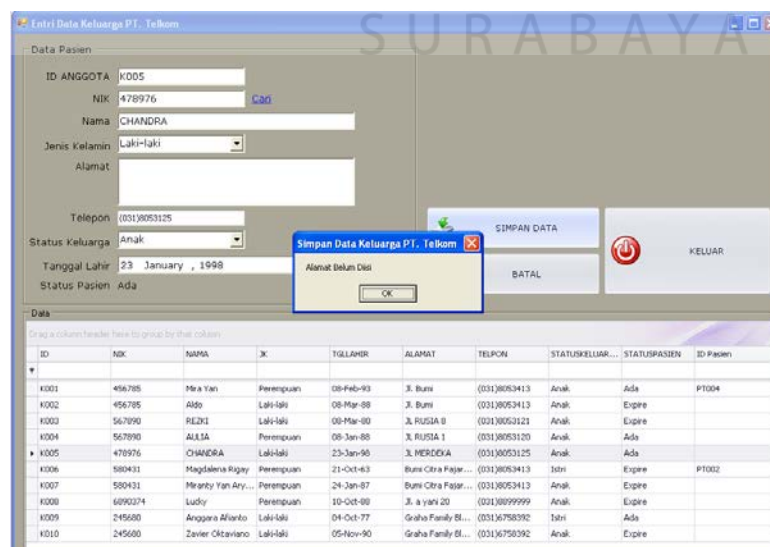 Entri Data Keluarga PT. Telkom
SURABAYA
Data Pasien
ID ANGGOTA K005
NIK 478976 Cari
Nama CHANDRA
Jenis Kelamin Laki-laki
Alamat
Telepon (031)8053125
Status Keluarga Anak
Tanggal Lahir 23 January , 1998
Status Pasien Ada
SIMPAN DATA
BATAL
KELUAR
Simpan Data Keluarga PT. Telkom
Alamat Belum Diisi
OK
Data
Drag a column header here to group by that column
ID NIK NAMA JK TGLLAHIR ALAMAT TELPON STATUSKELUAR... STATUSPASIEN ID Pasien
K001 456785 Mira Yan Perempuan 08-Feb-93 Jl. Bumi (031)8053413 Anak Ada PT004
K002 456785 Aldo Laki-laki 08-Mar-88 Jl. Bumi (031)8053413 Anak Expire
K003 567890 REZKI Laki-laki 08-Mar-80 JL RUSIA 8 (031)8053121 Anak Expire
K004 567890 AULIA Perempuan 08-Jan-88 JL RUSIA 1 (031)8053120 Anak Ada
K005 478976 CHANDRA Laki-laki 23-Jan-98 JL MERDEKA (031)8053125 Anak Ada
K006 580431 Magdalena Rigay Perempuan 21-Oct-63 Bumi Citra Fajar... (031)8053413 Istri Expire PT002
K007 580431 Miranty Yan Ary... Perempuan 24-Jan-87 Bumi Citra Fajar... (031)8053413 Anak Expire
K008 6890374 Lucky Perempuan 10-Oct-88 Jl. a yani 20 (031)8899999 Anak Expire
K009 245680 Anggara Afianto Laki-laki 04-Oct-77 Graha Family Bl... (031)6758392 Istri Ada
K010 245680 Zavier Oktaviano Laki-laki 05-Nov-90 Graha Family Bl... (031)6758392 Anak Expire